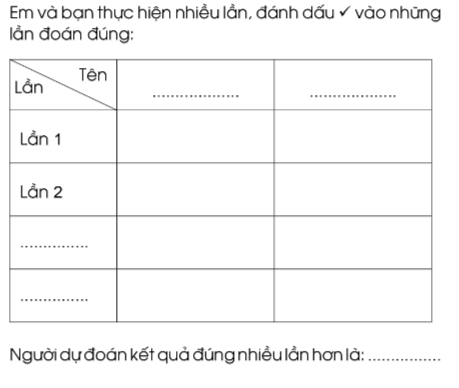 Em và bạn thực hiện nhiều lần, đánh dấu ✓ vào những
lần đoán đúng:
Tên
Lần
.................. ..................
Lần 1
Lần 2
..............
..............
Người dự đoán kết quả đúng nhiều lần hơn là: ...............